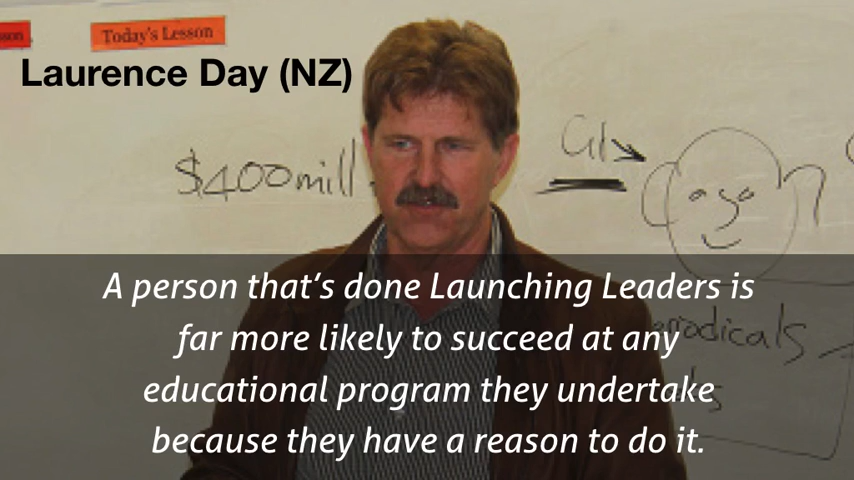 son
Today's Lesson
Laurence Day (NZ)
$400mill
A person that's done Launching Leaders is
far more likely to succeed at any
educational program they undertake
because they have a reason to do it.